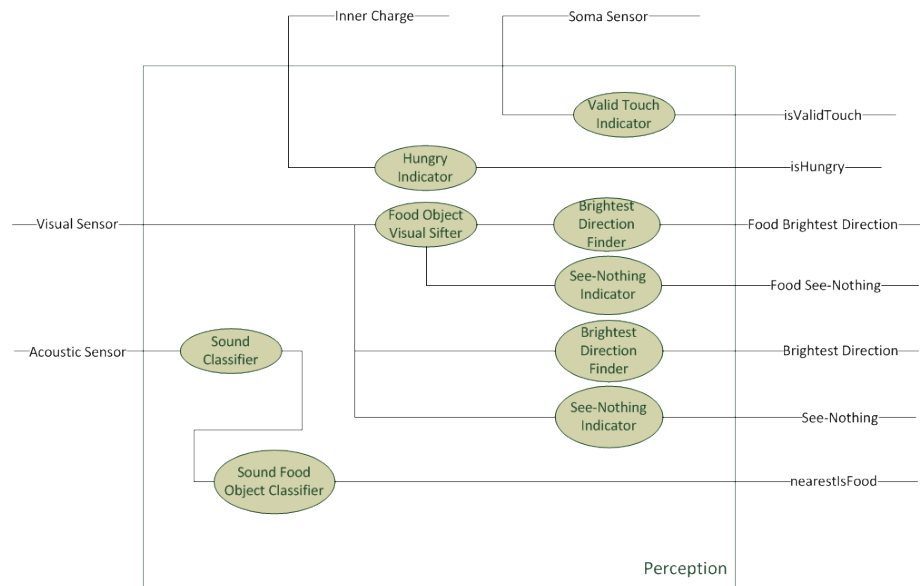 Inner Charge
Soma Sensor
Valid Touch
Indicator
isValidTouch
Hungry
Indicator
isHungry
Visual Sensor
Food Object
Visual Sifter
Brightest
Direction
Finder
Food Brightest Direction
See-Nothing
Indicator
Food See-Nothing
Acoustic Sensor
Sound
Classifier
Brightest
Direction
Finder
Brightest Direction
See-Nothing
Indicator
See-Nothing
Sound Food
Object Classifier
nearestIsFood
Perception